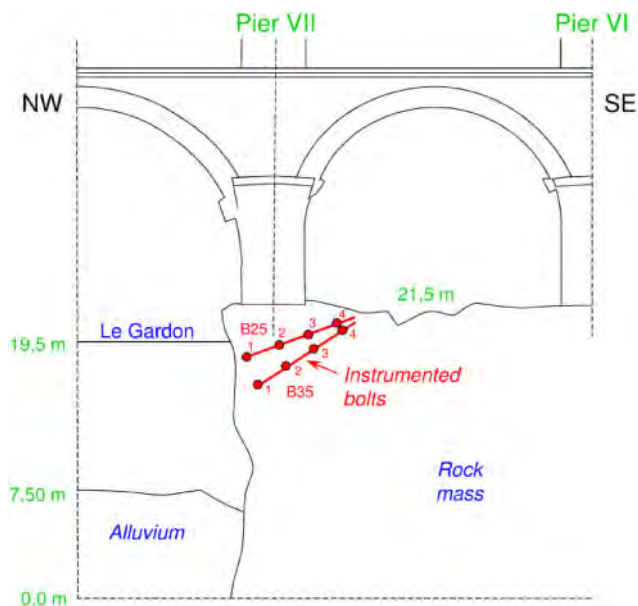 Pier VII
Pier VI
NW
SE
21,5 m
Le Gardon
19,5 m
B25
1
2
3
4
1
2
3
4
B35
Instrumented
bolts
Rock
mass
7,50 m
Alluvium
0.0 m